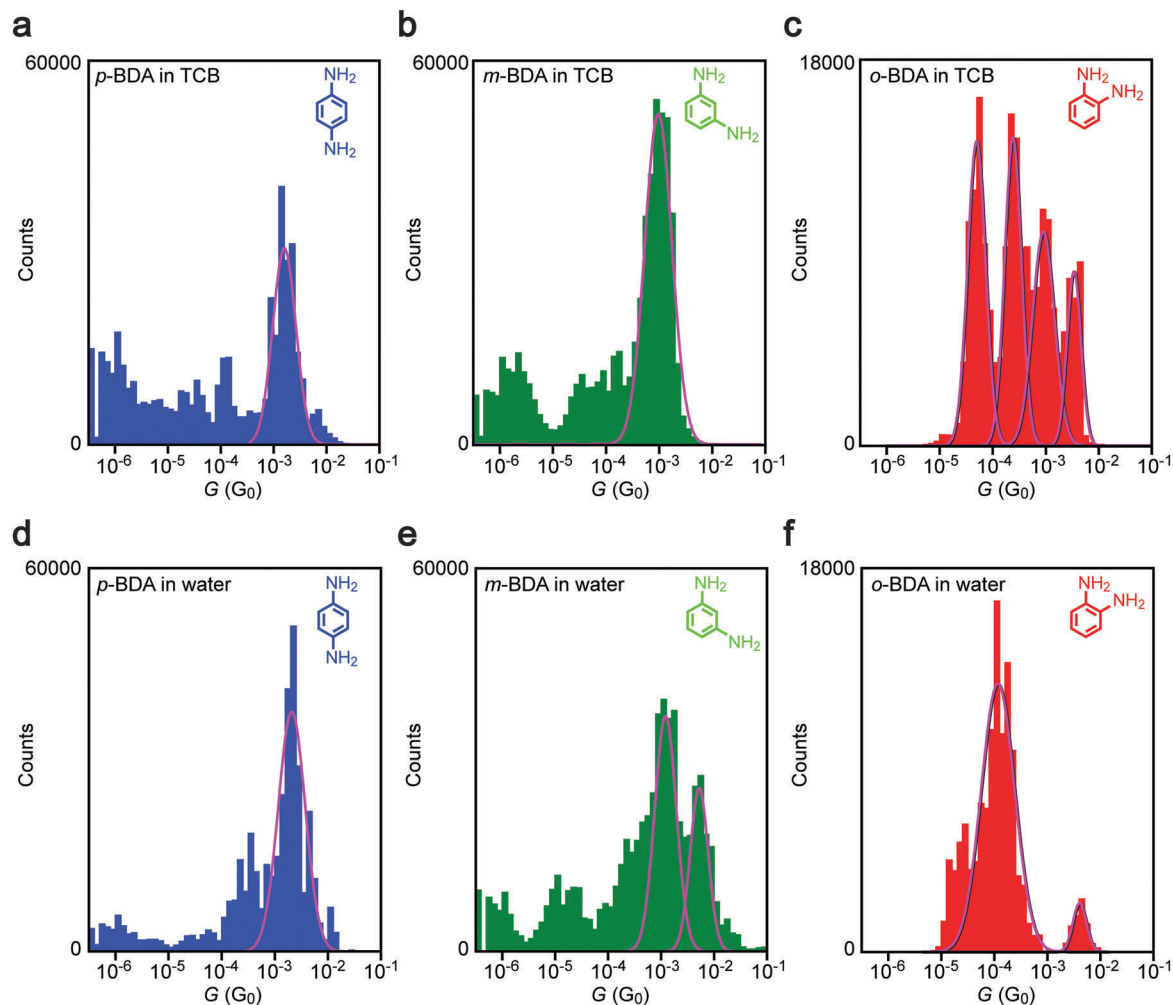 a
60000
p-BDA in TCB
NH₂
NH₂
Counts
0
10⁻⁶ 10⁻⁵ 10⁻⁴ 10⁻³ 10⁻² 10⁻¹
G (G₀)
b
60000
m-BDA in TCB
NH₂
NH₂
Counts
0
10⁻⁶ 10⁻⁵ 10⁻⁴ 10⁻³ 10⁻² 10⁻¹
G (G₀)
c
18000
o-BDA in TCB
NH₂
NH₂
Counts
0
10⁻⁶ 10⁻⁵ 10⁻⁴ 10⁻³ 10⁻² 10⁻¹
G (G₀)
d
60000
p-BDA in water
NH₂
NH₂
Counts
0
10⁻⁶ 10⁻⁵ 10⁻⁴ 10⁻³ 10⁻² 10⁻¹
G (G₀)
e
60000
m-BDA in water
NH₂
NH₂
Counts
0
10⁻⁶ 10⁻⁵ 10⁻⁴ 10⁻³ 10⁻² 10⁻¹
G (G₀)
f
18000
o-BDA in water
NH₂
NH₂
Counts
0
10⁻⁶ 10⁻⁵ 10⁻⁴ 10⁻³ 10⁻² 10⁻¹
G (G₀)